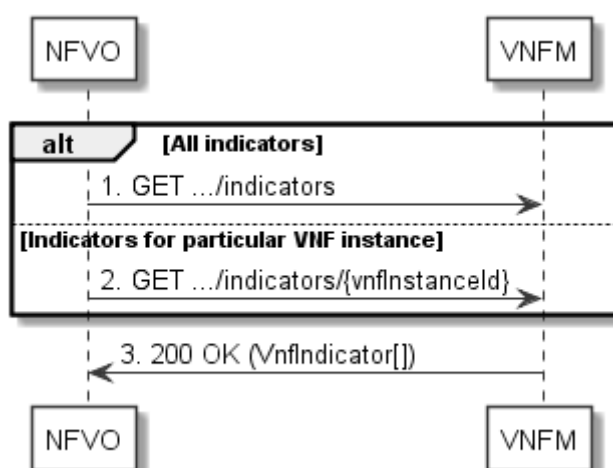 NFVO VNFM
alt [All indicators]
1. GET .../indicators
[Indicators for particular VNF instance]
2. GET .../indicators/{vnfInstanceId}
3. 200 OK (VnfIndicator[])
NFVO VNFM